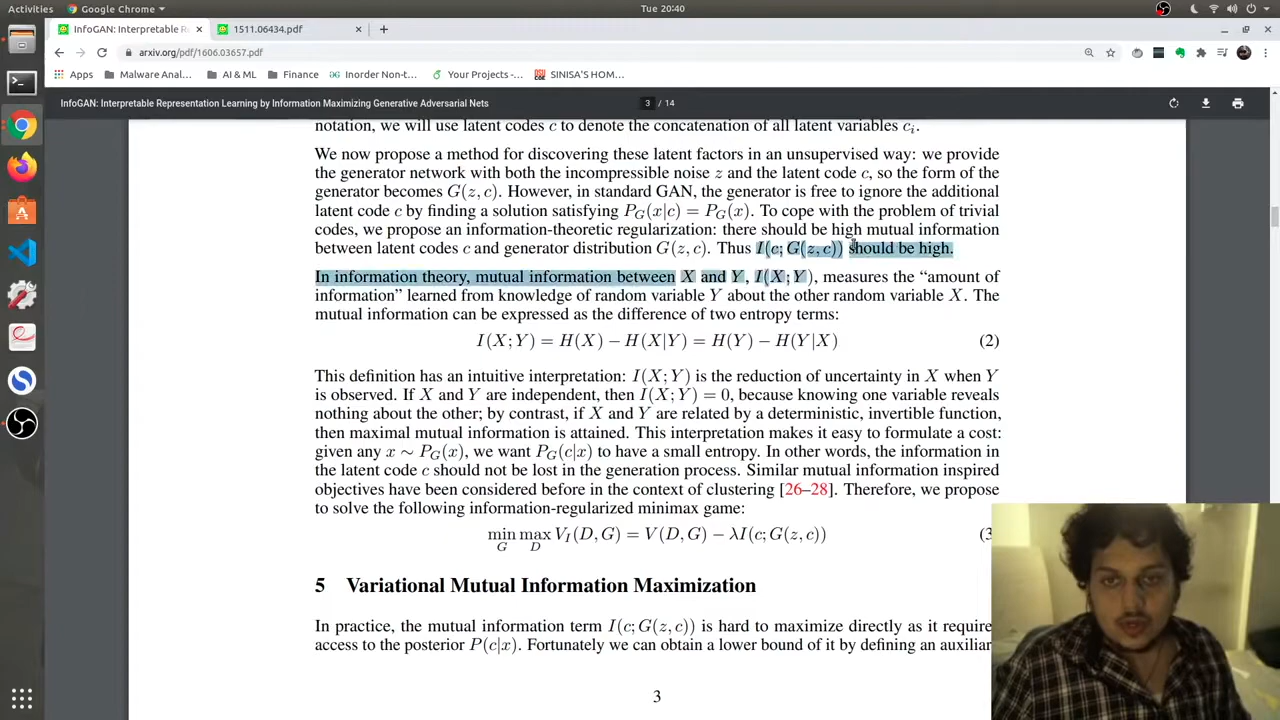 Activities
Google Chrome
Tue 20:40
InfoGAN: Interpretable R
1511.06434.pdf
arxiv.org/pdf/1606.03657.pdf
Apps
Malware Anal...
AI & ML
Finance
Inorder Non-t...
Your Projects -...
SINISA'S HOM...
InfoGAN: Interpretable Representation Learning by Information Maximizing Generative Adversarial Nets
3 / 14
notation, we will use latent codes c to denote the concatenation of all latent variables cᵢ.
We now propose a method for discovering these latent factors in an unsupervised way: we provide
the generator network with both the incompressible noise z and the latent code c, so the form of the
generator becomes G(z, c). However, in standard GAN, the generator is free to ignore the additional
latent code c by finding a solution satisfying P_G(x|c) = P_G(x). To cope with the problem of trivial
codes, we propose an information-theoretic regularization: there should be high mutual information
between latent codes c and generator distribution G(z, c). Thus I(c; G(z, c)) should be high.
In information theory, mutual information between X and Y, I(X; Y), measures the “amount of
information” learned from knowledge of random variable Y about the other random variable X. The
mutual information can be expressed as the difference of two entropy terms:
I(X; Y) = H(X) − H(X|Y) = H(Y) − H(Y|X) (2)
This definition has an intuitive interpretation: I(X; Y) is the reduction of uncertainty in X when Y
is observed. If X and Y are independent, then I(X; Y) = 0, because knowing one variable reveals
nothing about the other; by contrast, if X and Y are related by a deterministic, invertible function,
then maximal mutual information is attained. This interpretation makes it easy to formulate a cost:
given any x ∼ P_G(x), we want P_G(c|x) to have a small entropy. In other words, the information in
the latent code c should not be lost in the generation process. Similar mutual information inspired
objectives have been considered before in the context of clustering [26–28]. Therefore, we propose
to solve the following information-regularized minimax game:
min max V_I(D, G) = V(D, G) − λI(c; G(z, c)) (3
G D
5 Variational Mutual Information Maximization
In practice, the mutual information term I(c; G(z, c)) is hard to maximize directly as it require
access to the posterior P(c|x). Fortunately we can obtain a lower bound of it by defining an auxiliar
3